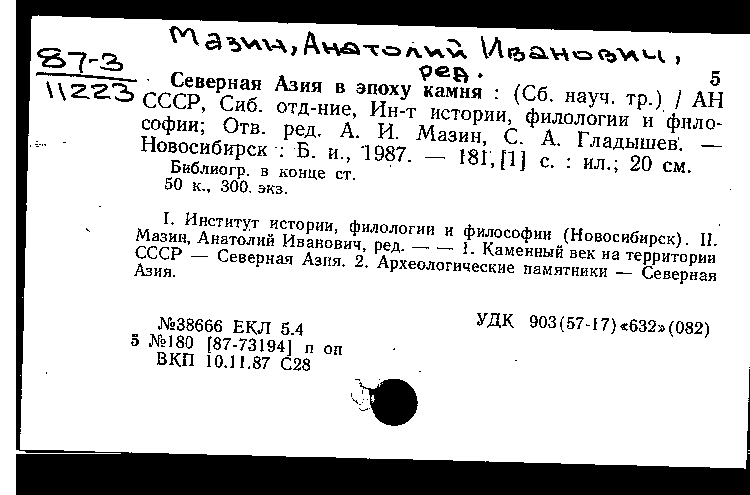 Мазин, Анатолий Иванович,
ред.
87-3
11223
5
Северная Азия в эпоху камня : (Сб. науч. тр.) / АН
СССР, Сиб. отд-ние, Ин-т истории, филологии и фило-
софии; Отв. ред. А. И. Мазин, С. А. Гладышев. —
Новосибирск : Б. и., 1987. — 181, [1] с. : ил.; 20 см.
Библиогр. в конце ст.
50 к., 300. экз.
I. Институт истории, филологии и философии (Новосибирск). II.
Мазин, Анатолий Иванович, ред. — — 1. Каменный век на территории
СССР — Северная Азия. 2. Археологические памятники — Северная
Азия.
№38666 ЕКЛ 5.4
УДК 903(57-17)«632»(082)
5 №180 [87-73194] п оп
ВКП 10.11.87 С28